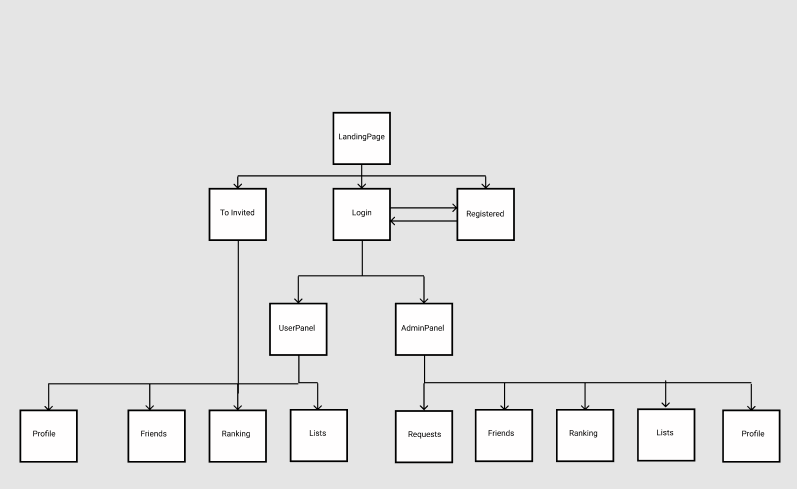 LandingPage
To Invited
Login
Registered
UserPanel
AdminPanel
Profile
Friends
Ranking
Lists
Requests
Friends
Ranking
Lists
Profile